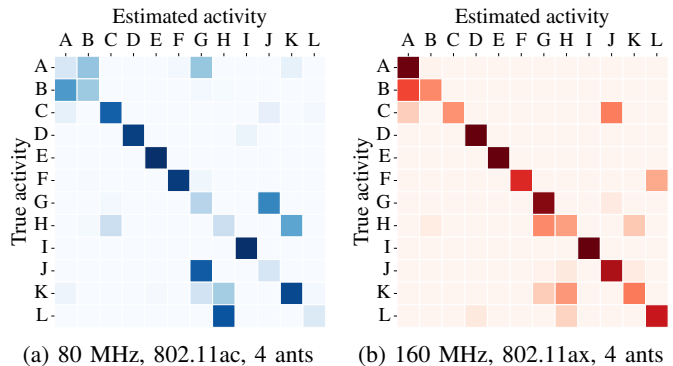 Estimated activity
A B C D E F G H I J K L
True activity
A
B
C
D
E
F
G
H
I
J
K
L
(a) 80 MHz, 802.11ac, 4 ants
Estimated activity
A B C D E F G H I J K L
True activity
A
B
C
D
E
F
G
H
I
J
K
L
(b) 160 MHz, 802.11ax, 4 ants